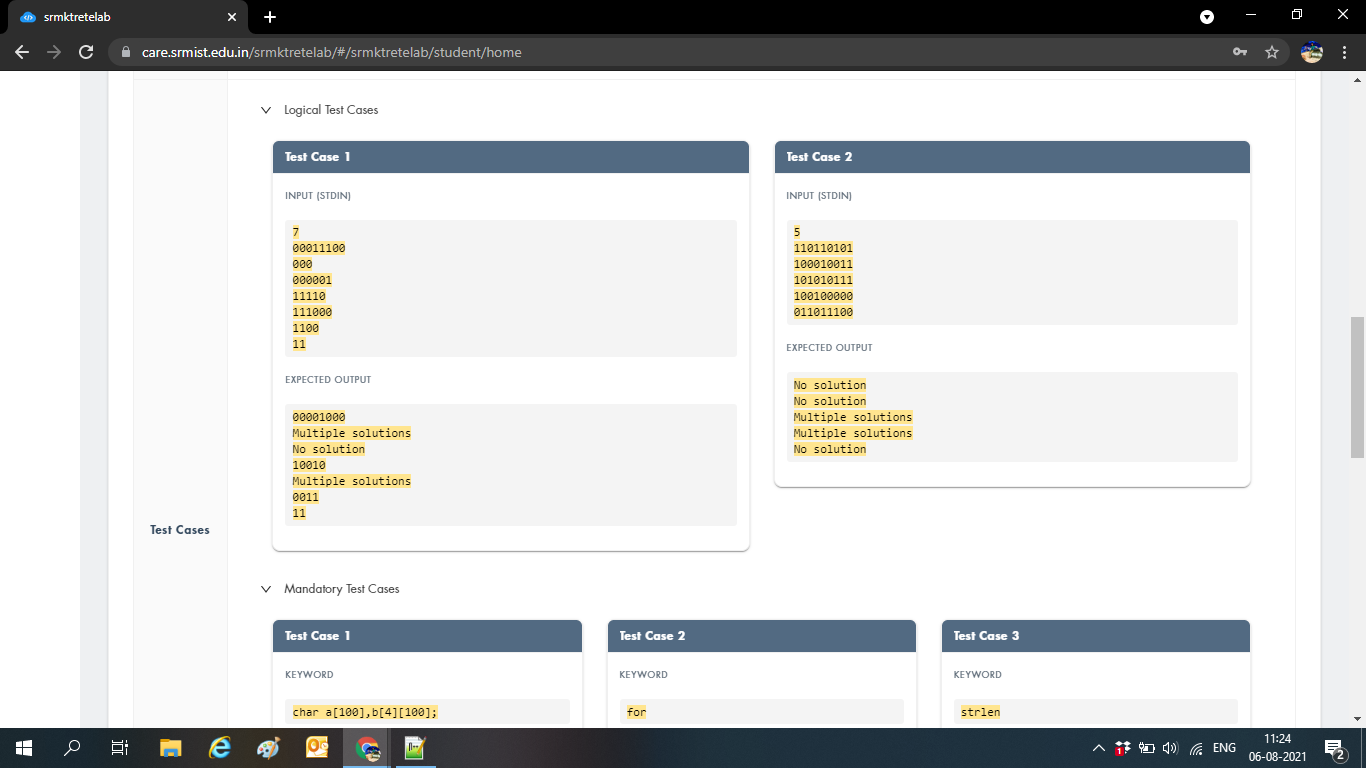 srmktretelab
care.srmist.edu.in/srmktretelab/#/srmktretelab/student/home
Logical Test Cases
Test Case 1
INPUT (STDIN)
7
00011100
000
000001
11110
111000
1100
11
EXPECTED OUTPUT
00001000
Multiple solutions
No solution
10010
Multiple solutions
0011
11
Test Case 2
INPUT (STDIN)
5
110110101
100010011
101010111
100100000
011011100
EXPECTED OUTPUT
No solution
No solution
Multiple solutions
Multiple solutions
No solution
Test Cases
Mandatory Test Cases
Test Case 1
KEYWORD
char a[100],b[4][100];
Test Case 2
KEYWORD
for
Test Case 3
KEYWORD
strlen
1
ENG
11:24
06-08-2021
2